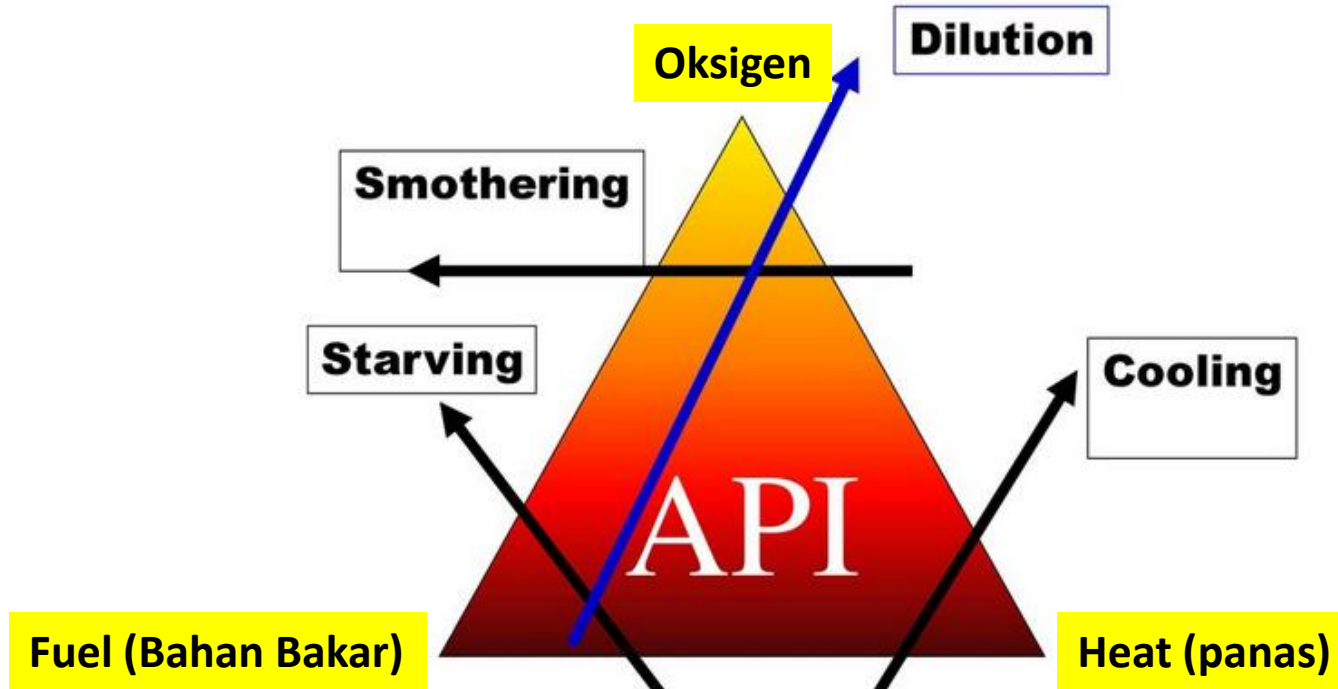 Dilution
Oksigen
Smothering
Starving
Cooling
API
Fuel (Bahan Bakar)
Heat (panas)